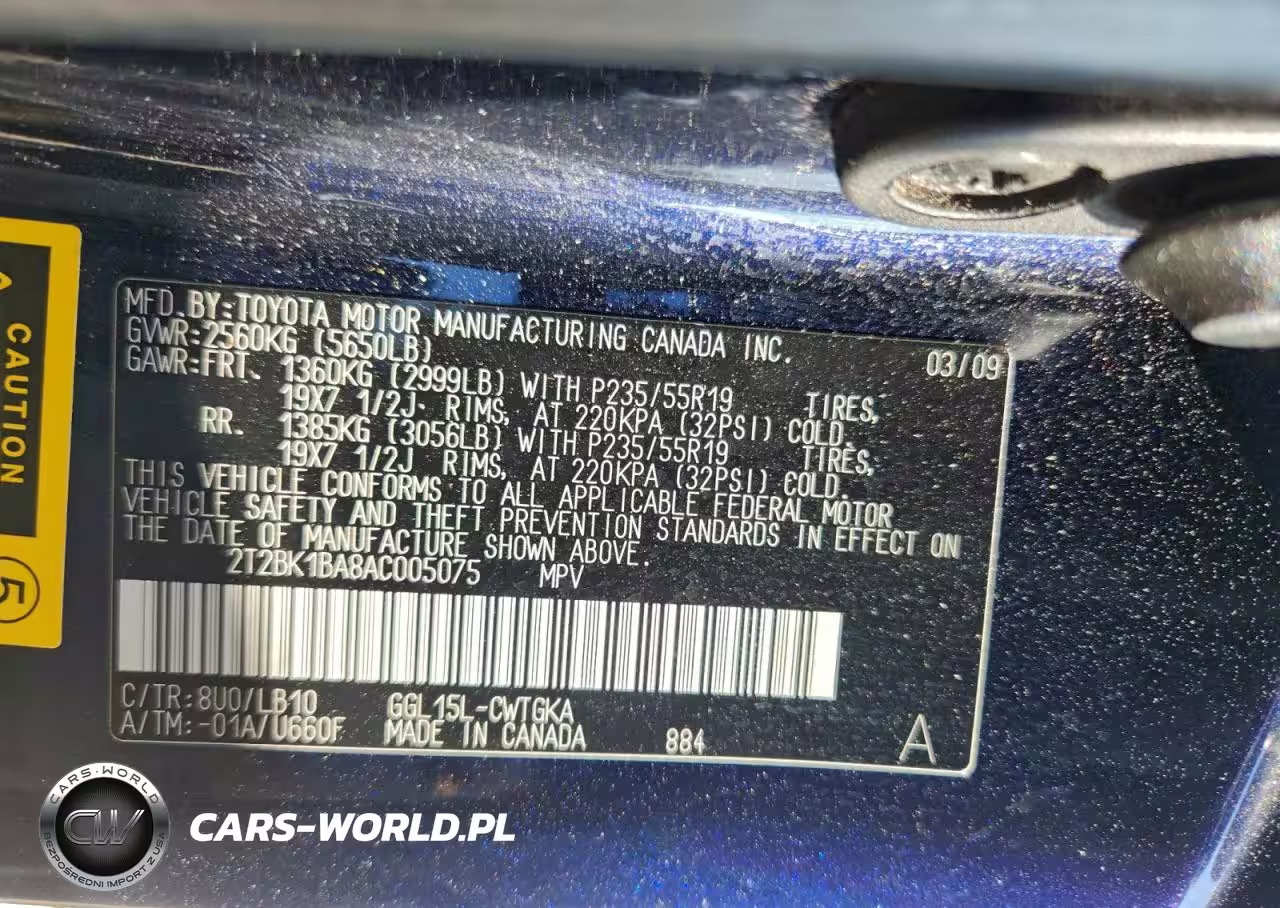 MFD. BY:TOYOTA MOTOR MANUFACTURING CANADA INC.
GVWR:2560KG (5650LB) 03/09
GAWR:FRT. 1360KG (2999LB) WITH P235/55R19 TIRES,
19X7 1/2J RIMS, AT 220KPA (32PSI) COLD.
RR. 1385KG (3056LB) WITH P235/55R19 TIRES,
19X7 1/2J RIMS, AT 220KPA (32PSI) COLD.
THIS VEHICLE CONFORMS TO ALL APPLICABLE FEDERAL MOTOR
VEHICLE SAFETY AND THEFT PREVENTION STANDARDS IN EFFECT ON
THE DATE OF MANUFACTURE SHOWN ABOVE.
2T2BK1BA8AC005075 MPV
C/TR:8U0/LB10 GGL15L-CWTGKA
A/TM:-01A/U660F MADE IN CANADA 884 A
CAUTION
5
CARS-WORLD
CW
BEZPOŚREDNI IMPORT Z USA
CARS-WORLD.PL